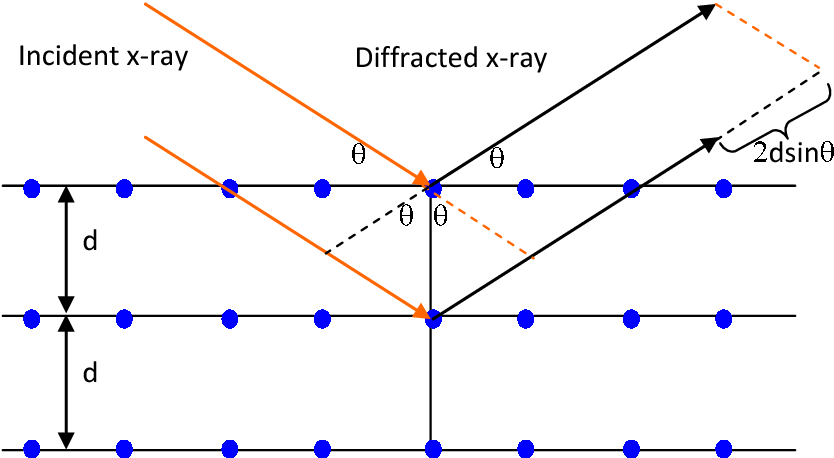 Incident x-ray
Diffracted x-ray
θ
θ
2dsinθ
θ
θ
d
d